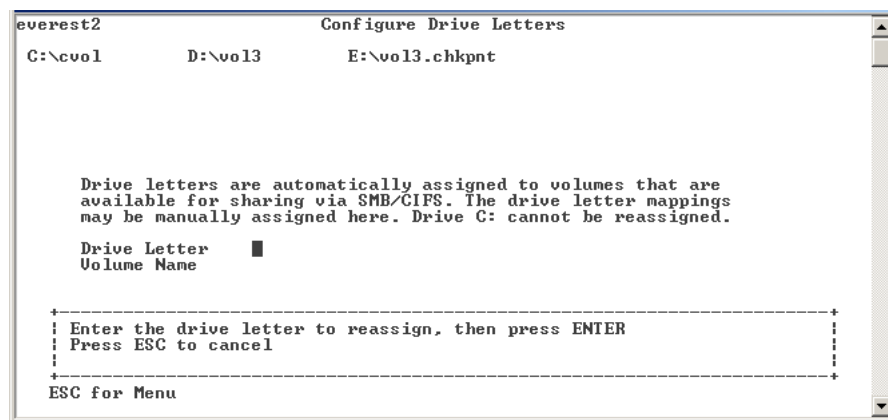 everest2 Configure Drive Letters
C:\cvol D:\vol3 E:\vol3.chkpnt
Drive letters are automatically assigned to volumes that are
available for sharing via SMB/CIFS. The drive letter mappings
may be manually assigned here. Drive C: cannot be reassigned.
Drive Letter
Volume Name
Enter the drive letter to reassign, then press ENTER
Press ESC to cancel
ESC for Menu